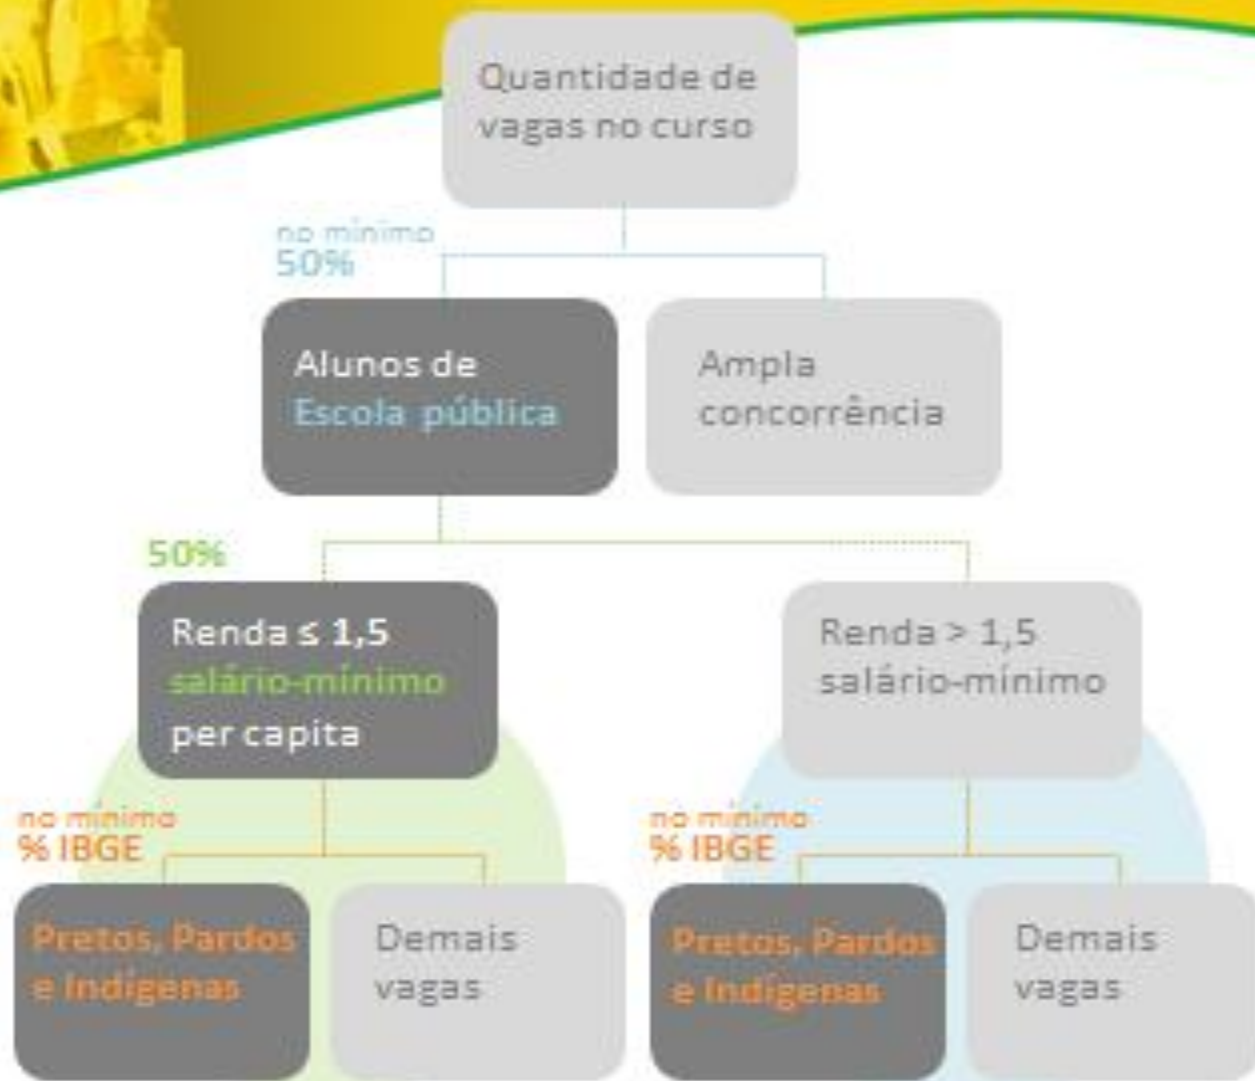 Quantidade de
vagas no curso
no mínimo
50%
Alunos de
Escola pública
Ampla
concorrência
50%
Renda ≤ 1,5
salário-mínimo
per capita
Renda > 1,5
salário-mínimo
no mínimo
% IBGE
no mínimo
% IBGE
Pretos, Pardos
e Indígenas
Demais
vagas
Pretos, Pardos
e Indígenas
Demais
vagas